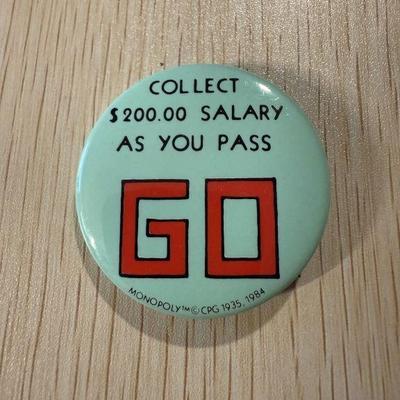 COLLECT
$200.00 SALARY
AS YOU PASS
GO
MONOPOLY™ © CPG 1935, 1984